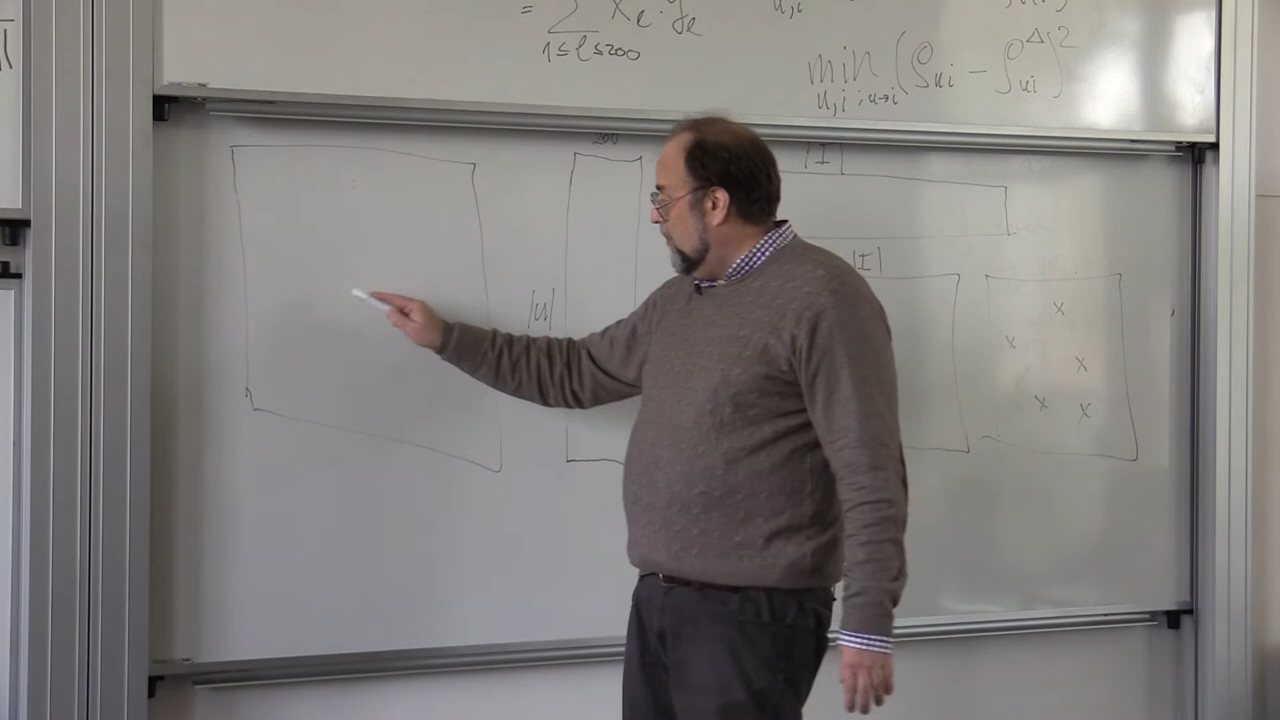 = ∑ x_ℓ · y_ℓ
1 ≤ ℓ ≤ 200
u,i
min (ρ_ui − ρ^Δ_ui)²
u,i ; u→i
200
|I|
|U|
|I|
x
x
x
x x